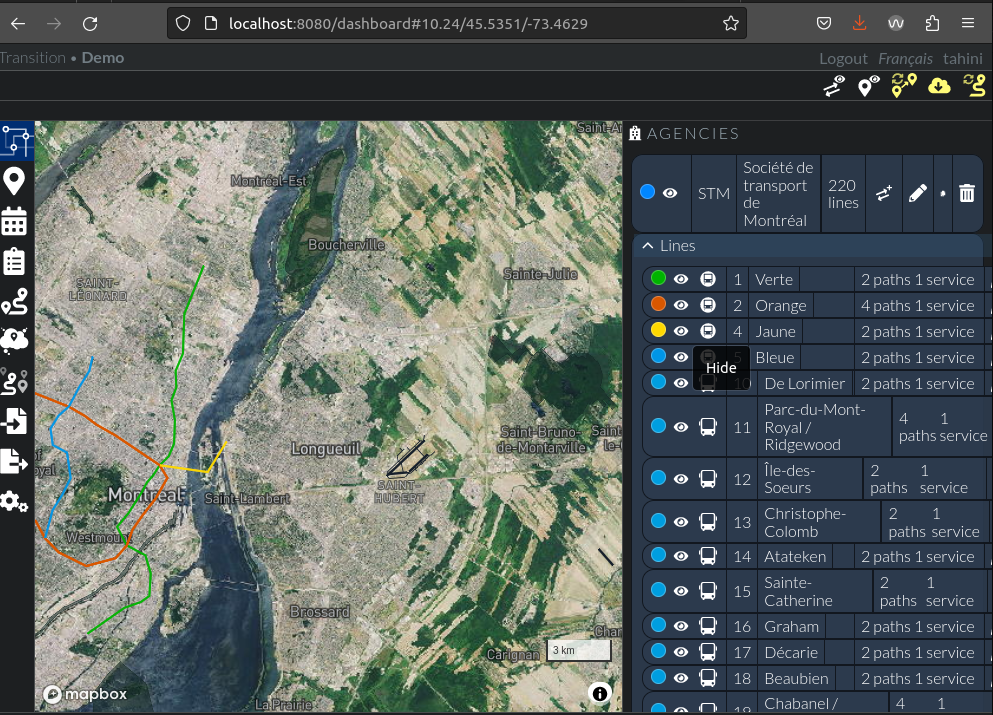 localhost:8080/dashboard#10.24/45.5351/-73.4629
Transition • Demo
Logout Français tahini
AGENCIES
STM
Société de
transport
de
Montréal
220
lines
Lines
1 Verte 2 paths 1 service
2 Orange 4 paths 1 service
4 Jaune 2 paths 1 service
5 Bleue 2 paths 1 service
Hide
10 De Lorimier 2 paths 1 service
11 Parc-du-Mont-
Royal /
Ridgewood
4 paths 1 service
12 Île-des-
Soeurs
2 paths 1 service
13 Christophe-
Colomb
2 paths 1 service
14 Atateken 2 paths 1 service
15 Sainte-
Catherine
2 paths 1 service
16 Graham 2 paths 1 service
17 Décarie 2 paths 1 service
18 Beaubien 2 paths 1 service
19 Chabanel / 4 1
Montréal-Est
Boucherville
SAINT-
LÉONARD
Sainte-Julie
Longueuil
Saint-Bruno-
de-Montarville
SAINT-
HUBERT
Montréal
Saint-Lambert
Brossard
Carignan
La Prairie
3 km
mapbox